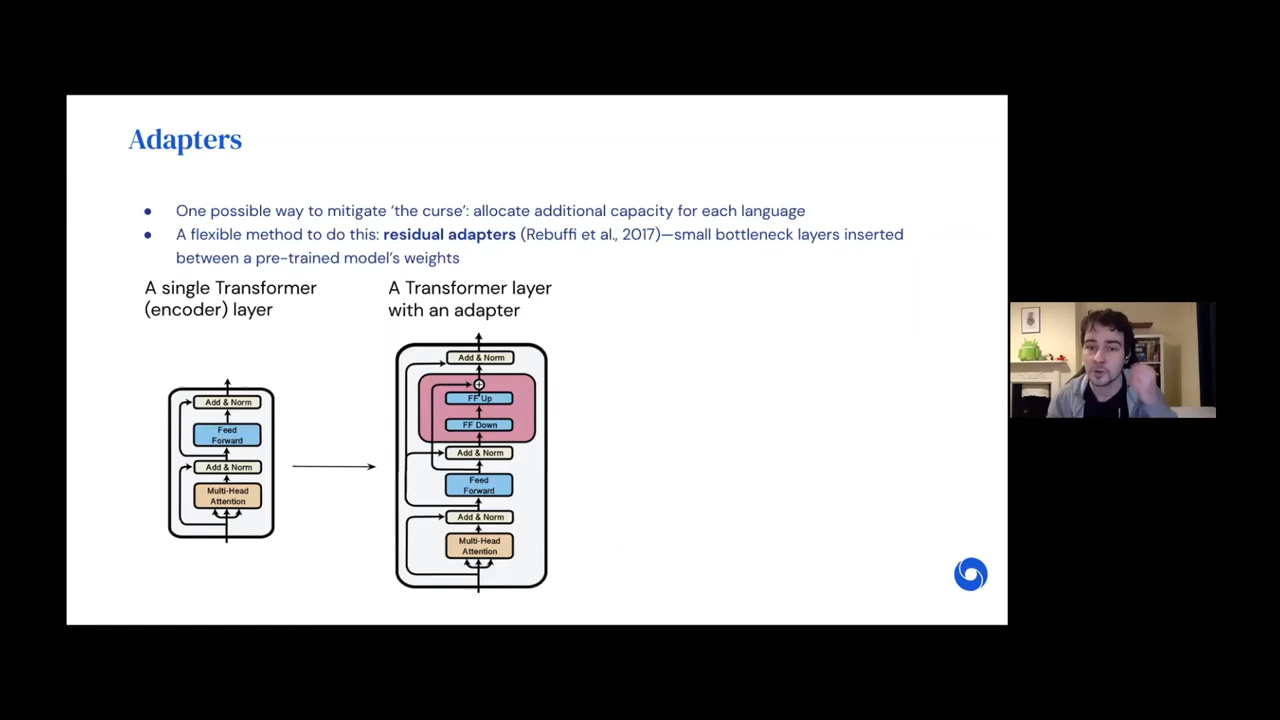 Adapters
● One possible way to mitigate ‘the curse’: allocate additional capacity for each language
● A flexible method to do this: residual adapters (Rebuffi et al., 2017)—small bottleneck layers inserted
between a pre-trained model’s weights
A single Transformer
(encoder) layer
A Transformer layer
with an adapter
Add & Norm
Feed
Forward
Add & Norm
Multi-Head
Attention
Add & Norm
FF Up
FF Down
Add & Norm
Feed
Forward
Add & Norm
Multi-Head
Attention